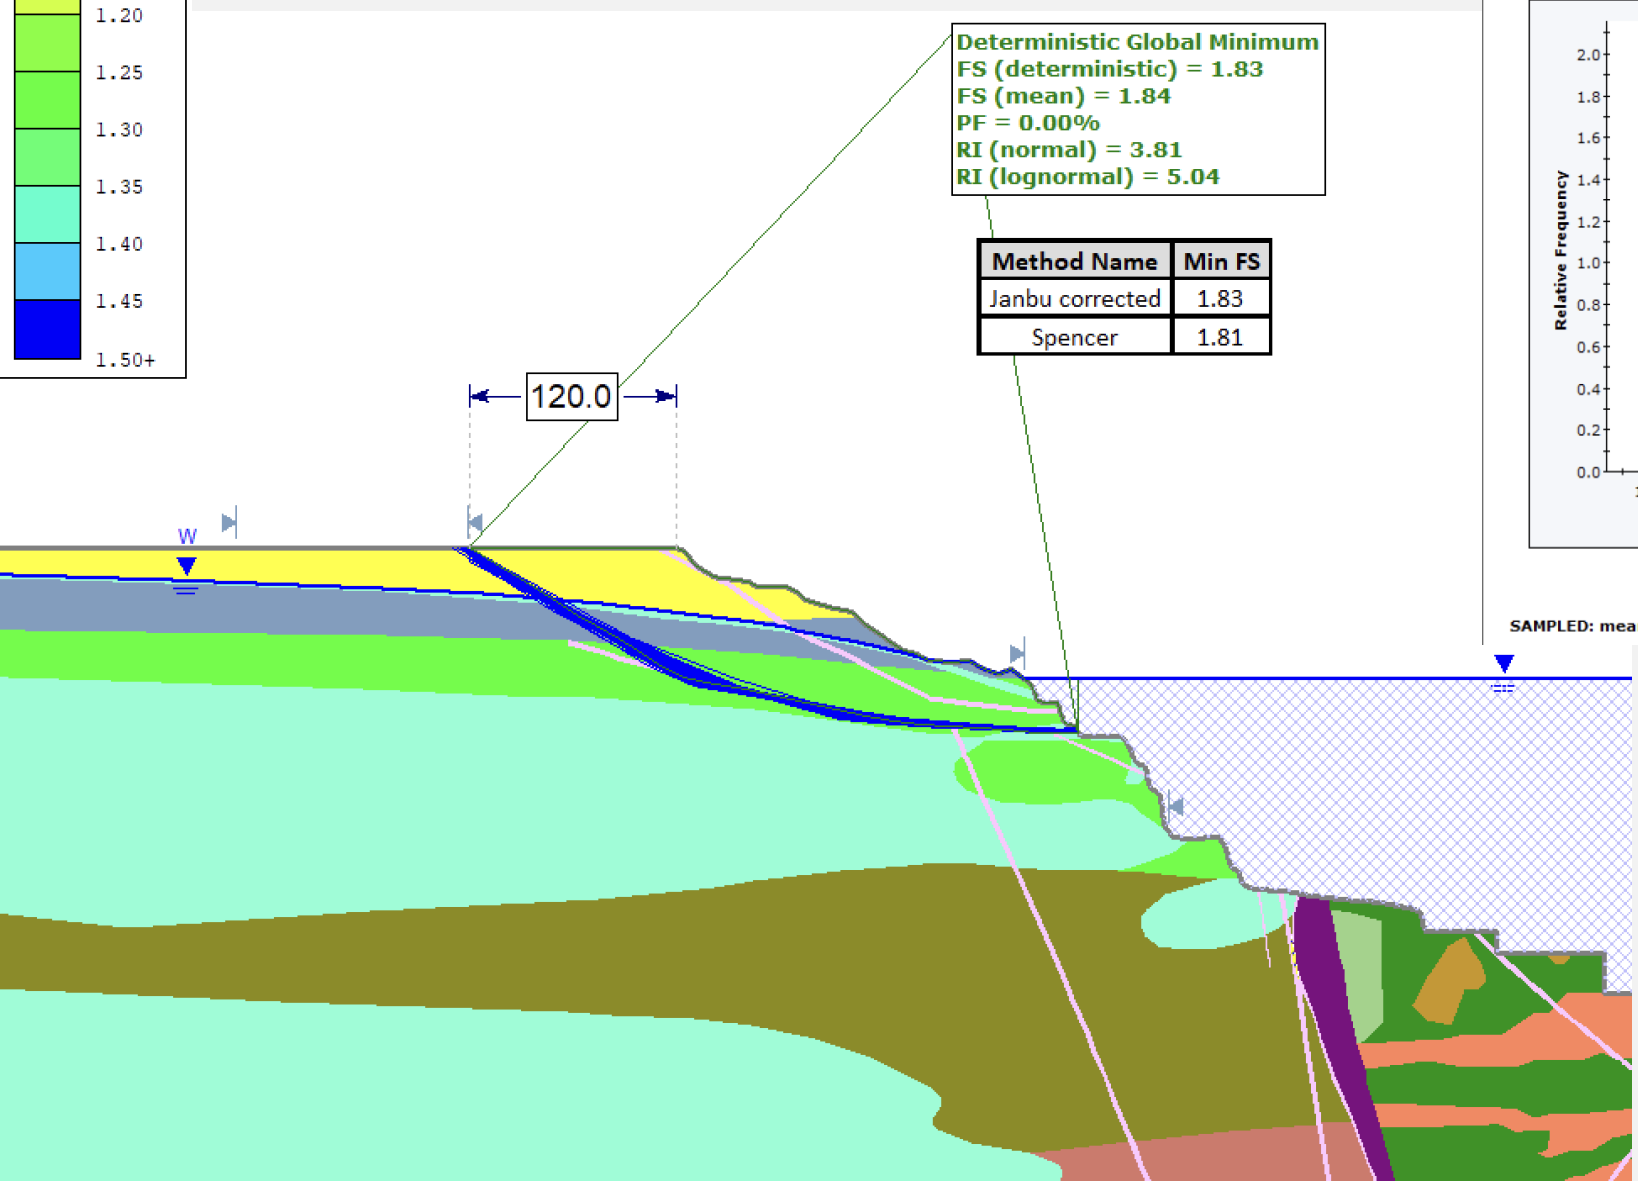 1.20
1.25
1.30
1.35
1.40
1.45
1.50+
Deterministic Global Minimum
FS (deterministic) = 1.83
FS (mean) = 1.84
PF = 0.00%
RI (normal) = 3.81
RI (lognormal) = 5.04
Method Name Min FS
Janbu corrected 1.83
Spencer 1.81
120.0
W
Relative Frequency
2.0
1.8
1.6
1.4
1.2
1.0
0.8
0.6
0.4
0.2
0.0
SAMPLED: mea